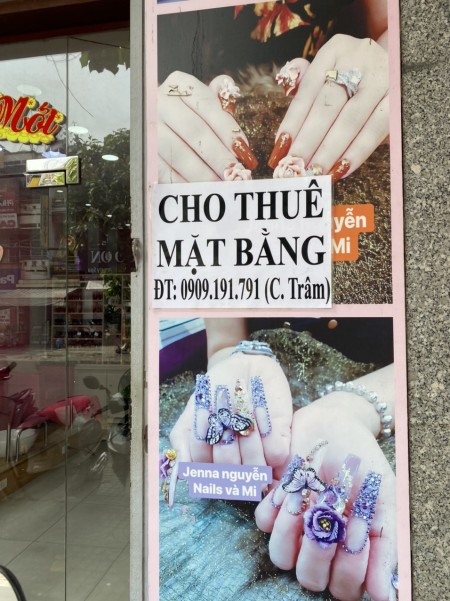 Mốt
CHO THUÊ
MẶT BẰNG
ĐT: 0909.191.791 (C. Trâm)
yễn
Mi
Jenna nguyễn
Nails và Mi